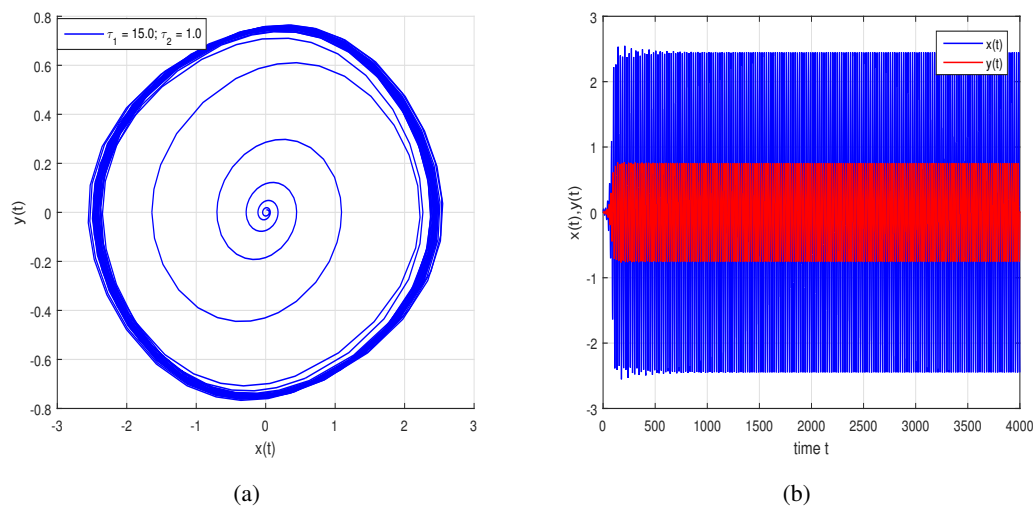 τ1 = 15.0; τ2 = 1.0
0.8
0.6
0.4
0.2
0
-0.2
-0.4
-0.6
-0.8
y(t)
-3 -2 -1 0 1 2 3
x(t)
(a)
x(t)
y(t)
3
2
1
0
-1
-2
-3
x(t),y(t)
0 500 1000 1500 2000 2500 3000 3500 4000
time t
(b)